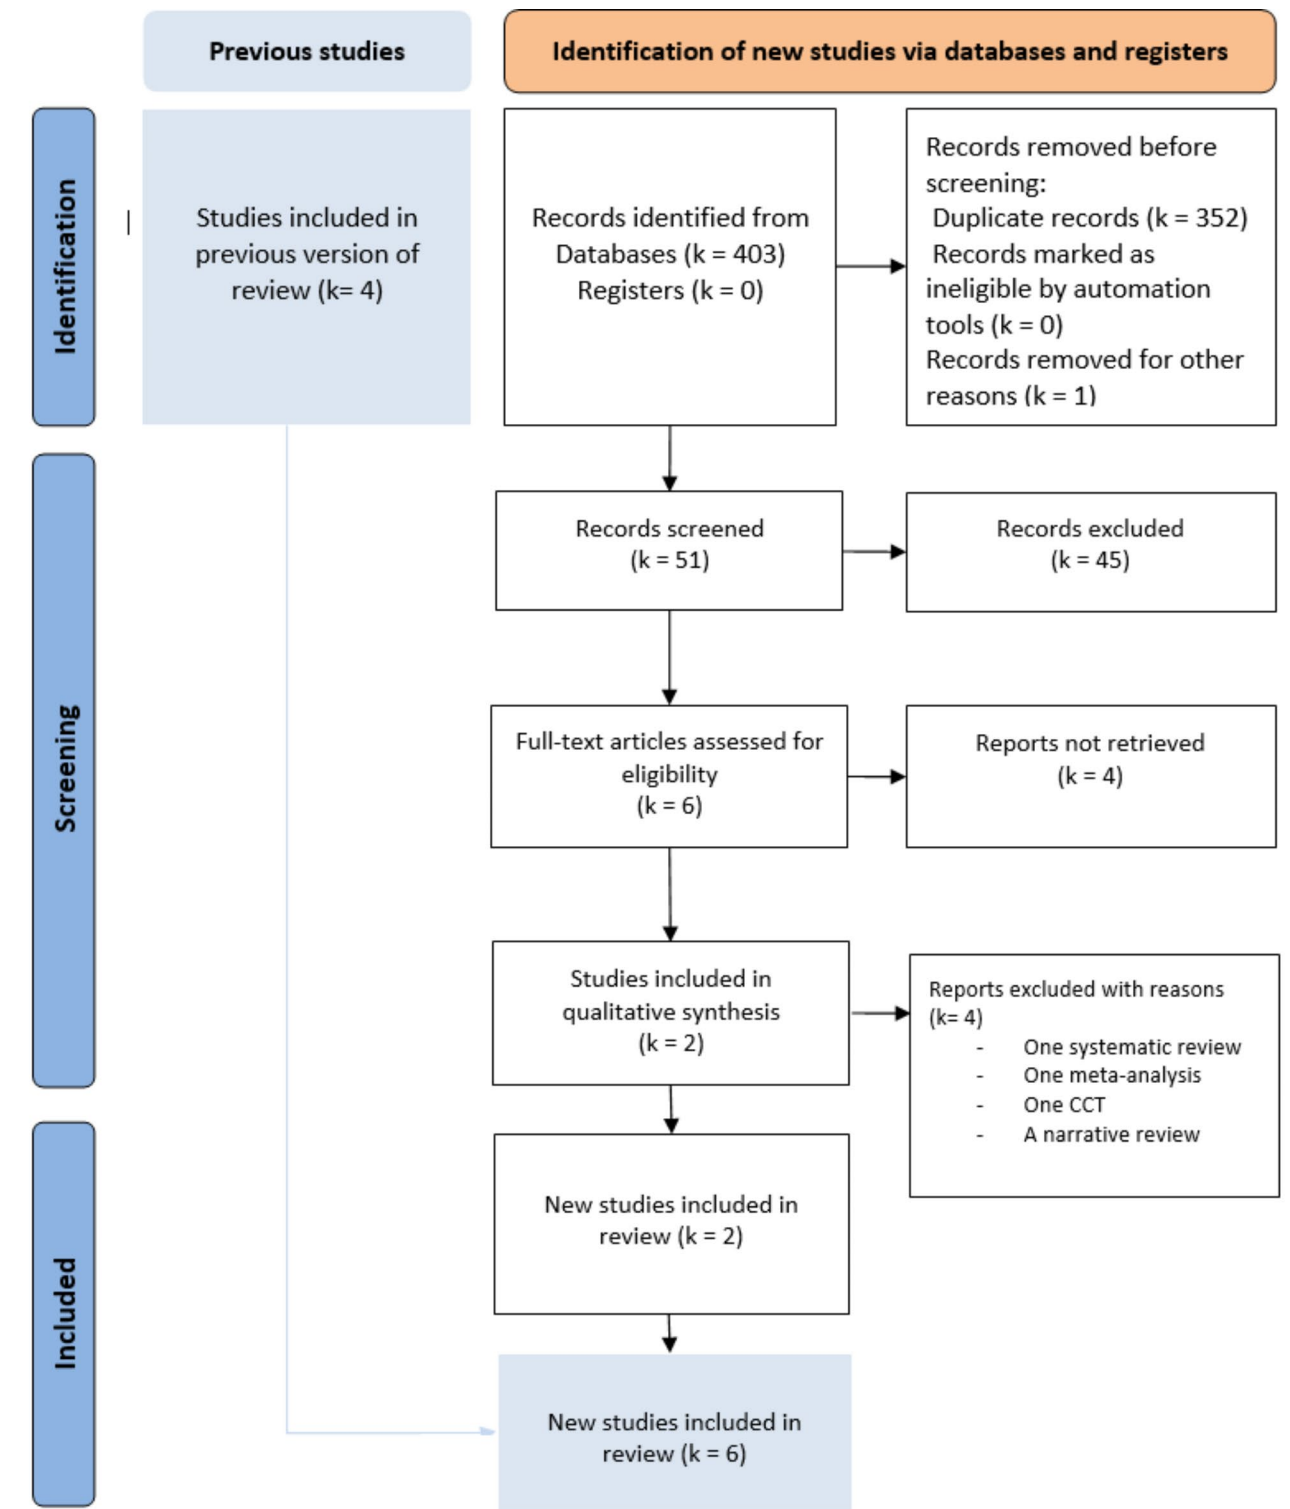 Previous studies
Identification of new studies via databases and registers
Identification
Studies included in
previous version of
review (k= 4)
Records identified from
Databases (k = 403)
Registers (k = 0)
Records removed before
screening:
Duplicate records (k = 352)
Records marked as
ineligible by automation
tools (k = 0)
Records removed for other
reasons (k = 1)
Screening
Records screened
(k = 51)
Records excluded
(k = 45)
Full-text articles assessed for
eligibility
(k = 6)
Reports not retrieved
(k = 4)
Studies included in
qualitative synthesis
(k = 2)
Reports excluded with reasons
(k= 4)
- One systematic review
- One meta-analysis
- One CCT
- A narrative review
Included
New studies included in
review (k = 2)
New studies included in
review (k = 6)